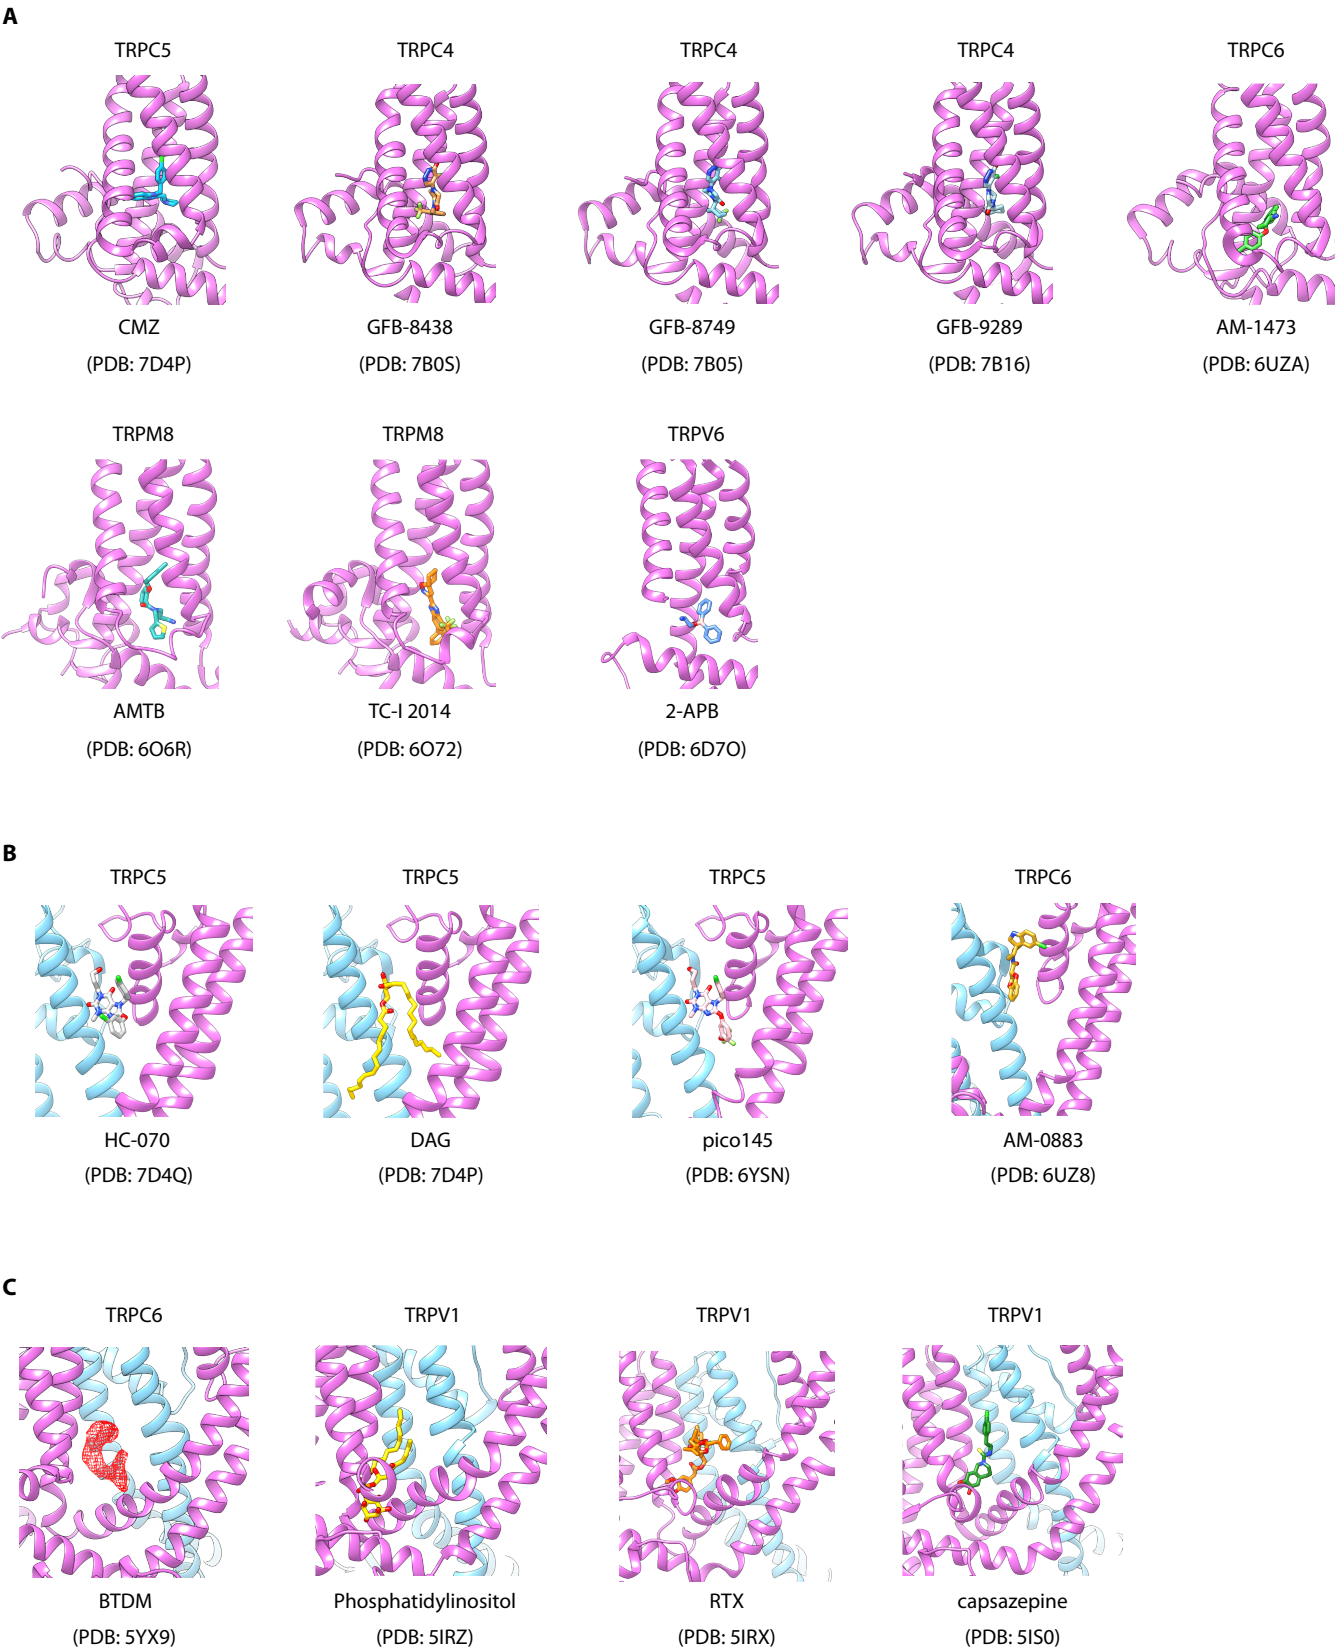 A
TRPC5 TRPC4 TRPC4 TRPC4 TRPC6
CMZ GFB-8438 GFB-8749 GFB-9289 AM-1473
(PDB: 7D4P) (PDB: 7B0S) (PDB: 7B05) (PDB: 7B16) (PDB: 6UZA)
TRPM8 TRPM8 TRPV6
AMTB TC-I 2014 2-APB
(PDB: 6O6R) (PDB: 6O72) (PDB: 6D7O)
B
TRPC5 TRPC5 TRPC5 TRPC6
HC-070 DAG pico145 AM-0883
(PDB: 7D4Q) (PDB: 7D4P) (PDB: 6YSN) (PDB: 6UZ8)
C
TRPC6 TRPV1 TRPV1 TRPV1
BTDM Phosphatidylinositol RTX capsazepine
(PDB: 5YX9) (PDB: 5IRZ) (PDB: 5IRX) (PDB: 5IS0)